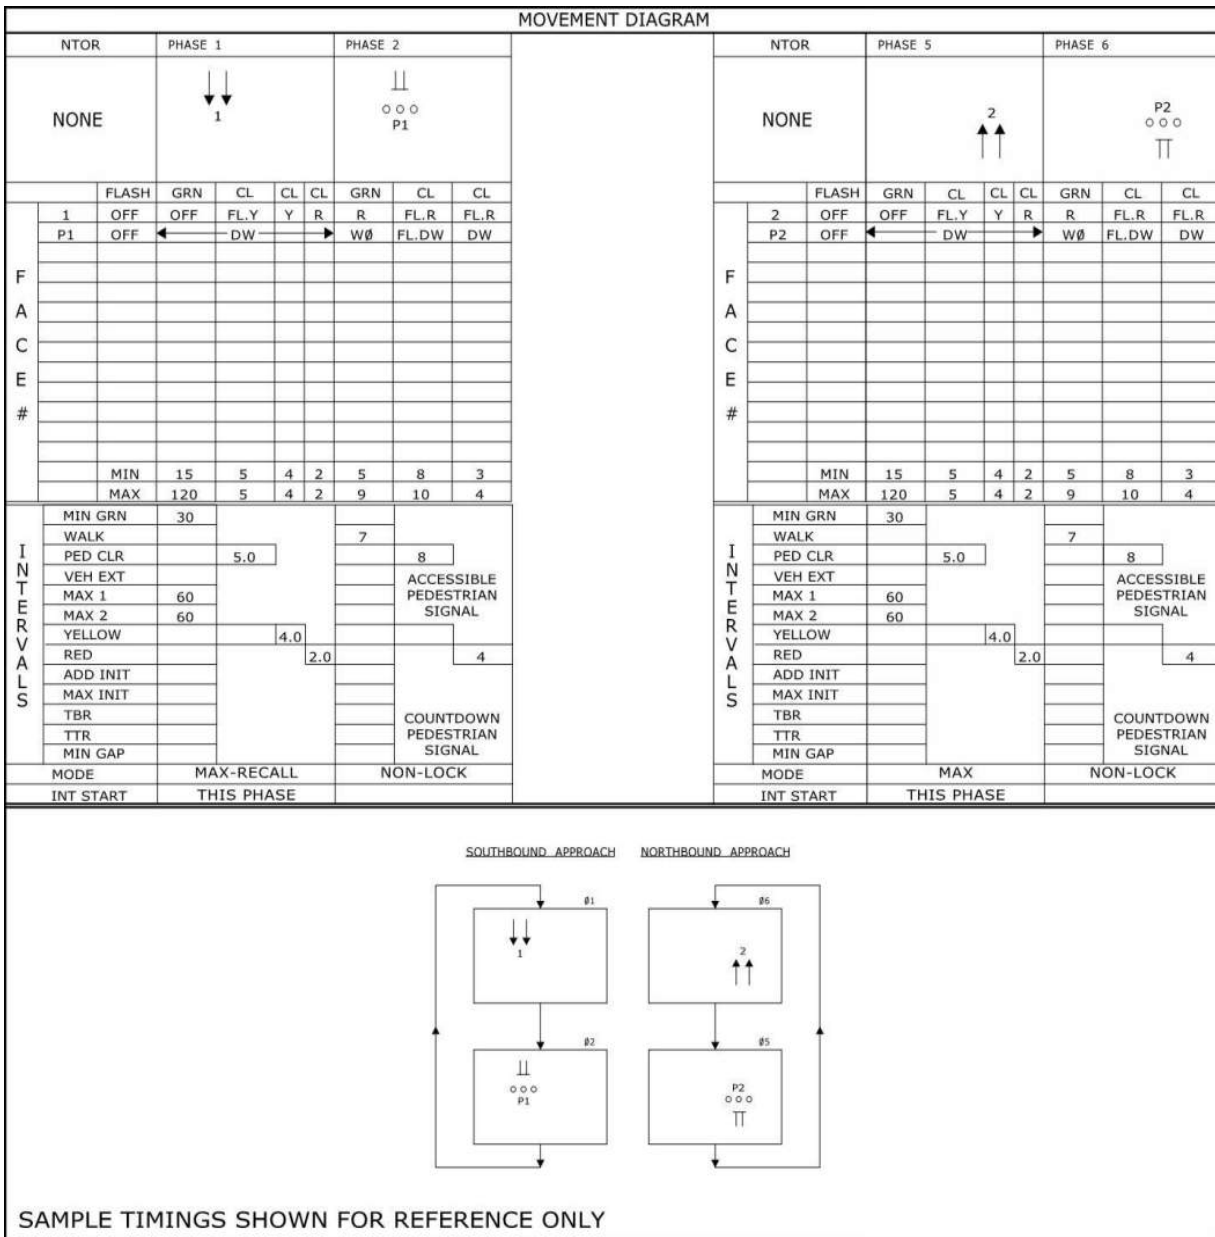 MOVEMENT DIAGRAM
NTOR PHASE 1 PHASE 2 NTOR PHASE 5 PHASE 6
NONE 1 P1 NONE 2 P2
FLASH GRN CL CL CL GRN CL CL FLASH GRN CL CL CL GRN CL CL
1 OFF OFF FL.Y Y R R FL.R FL.R 2 OFF OFF FL.Y Y R R FL.R FL.R
P1 OFF DW WØ FL.DW DW P2 OFF DW WØ FL.DW DW
F A C E # F A C E #
MIN 15 5 4 2 5 8 3 MIN 15 5 4 2 5 8 3
MAX 120 5 4 2 9 10 4 MAX 120 5 4 2 9 10 4
INTERVALS INTERVALS
MIN GRN 30 MIN GRN 30
WALK 7 WALK 7
PED CLR 5.0 8 PED CLR 5.0 8
VEH EXT ACCESSIBLE VEH EXT ACCESSIBLE
MAX 1 60 PEDESTRIAN MAX 1 60 PEDESTRIAN
MAX 2 60 SIGNAL MAX 2 60 SIGNAL
YELLOW 4.0 YELLOW 4.0
RED 2.0 4 RED 2.0 4
ADD INIT ADD INIT
MAX INIT MAX INIT
TBR COUNTDOWN TBR COUNTDOWN
TTR PEDESTRIAN TTR PEDESTRIAN
MIN GAP SIGNAL MIN GAP SIGNAL
MODE MAX-RECALL NON-LOCK MODE MAX NON-LOCK
INT START THIS PHASE INT START THIS PHASE
SOUTHBOUND APPROACH NORTHBOUND APPROACH
Ø1 Ø6
1 2
Ø2 Ø5
P1 P2
SAMPLE TIMINGS SHOWN FOR REFERENCE ONLY